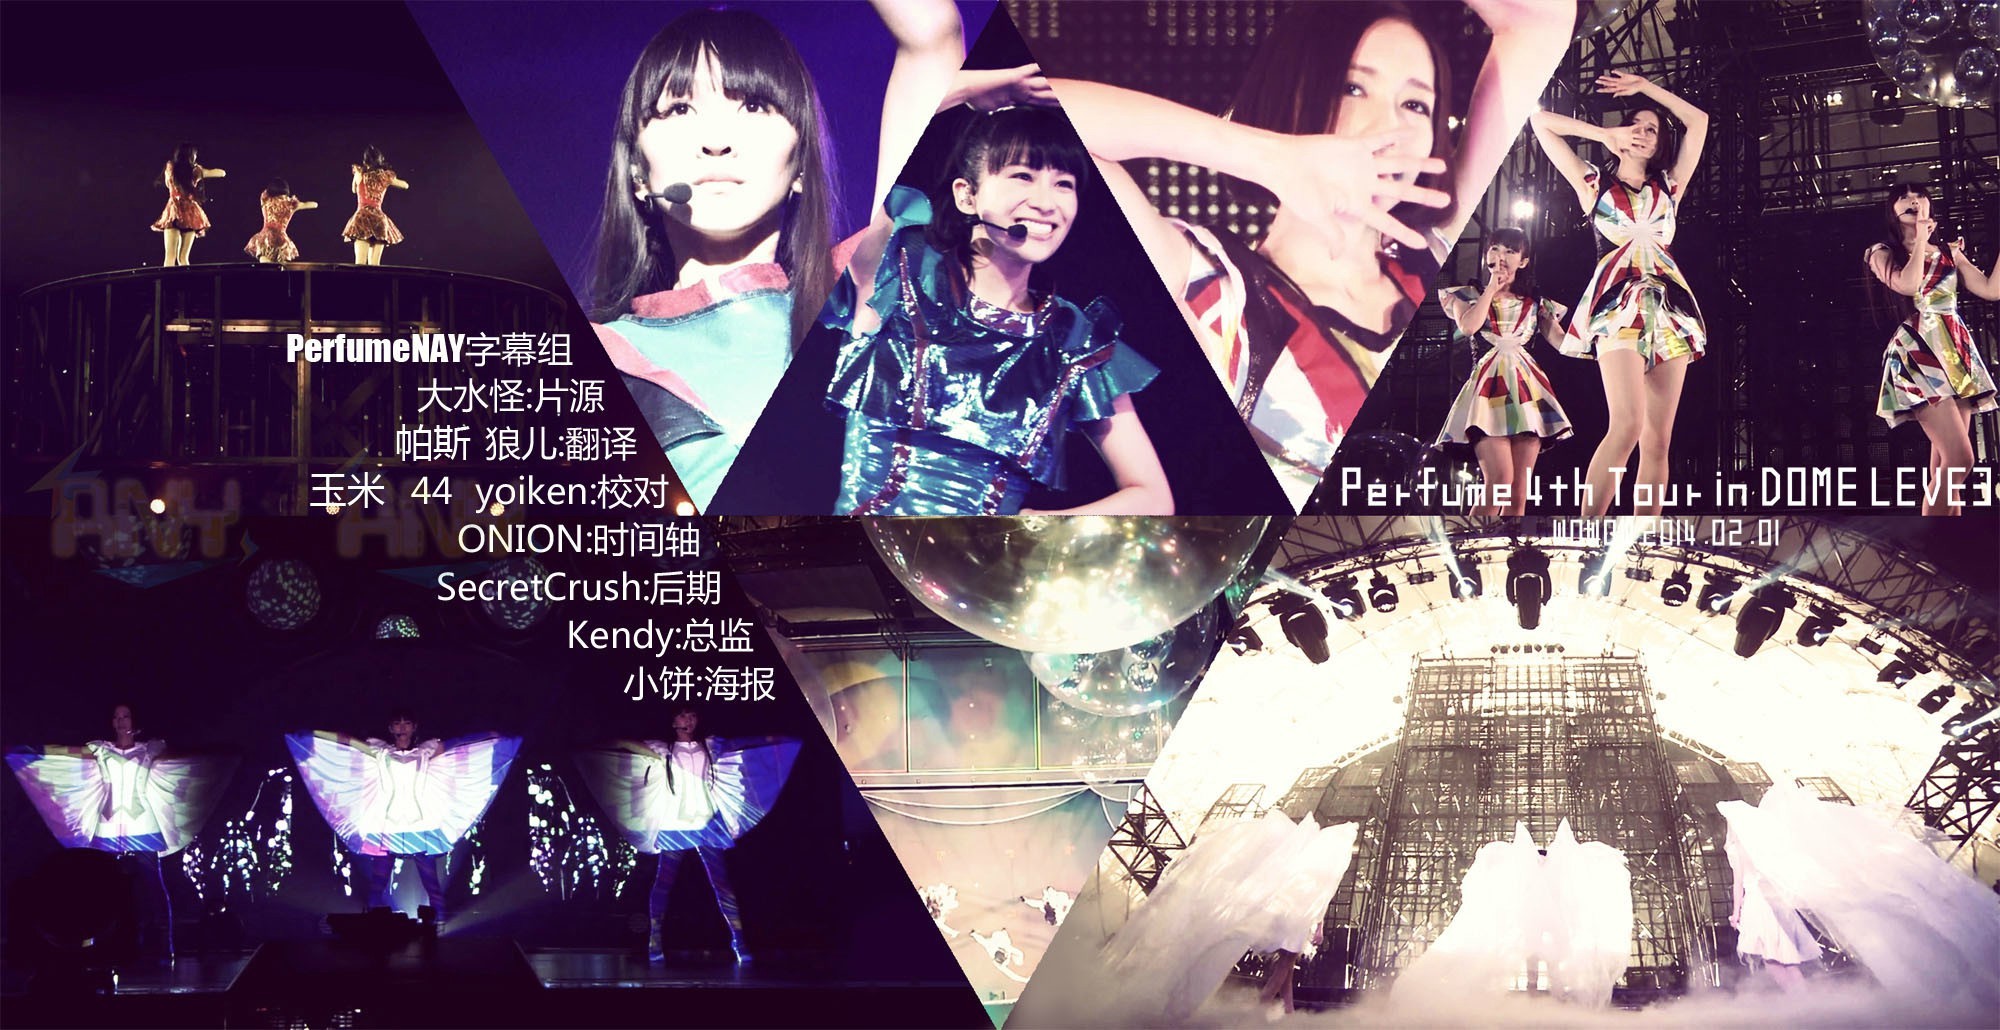 PerfumeNAY字幕组
大水怪:片源
帕斯 狼儿:翻译
玉米 44 yoiken:校对
ONION:时间轴
SecretCrush:后期
Kendy:总监
小饼:海报
Perfume 4th Tour in DOME LEVE3
WOWOW 2014.02.01